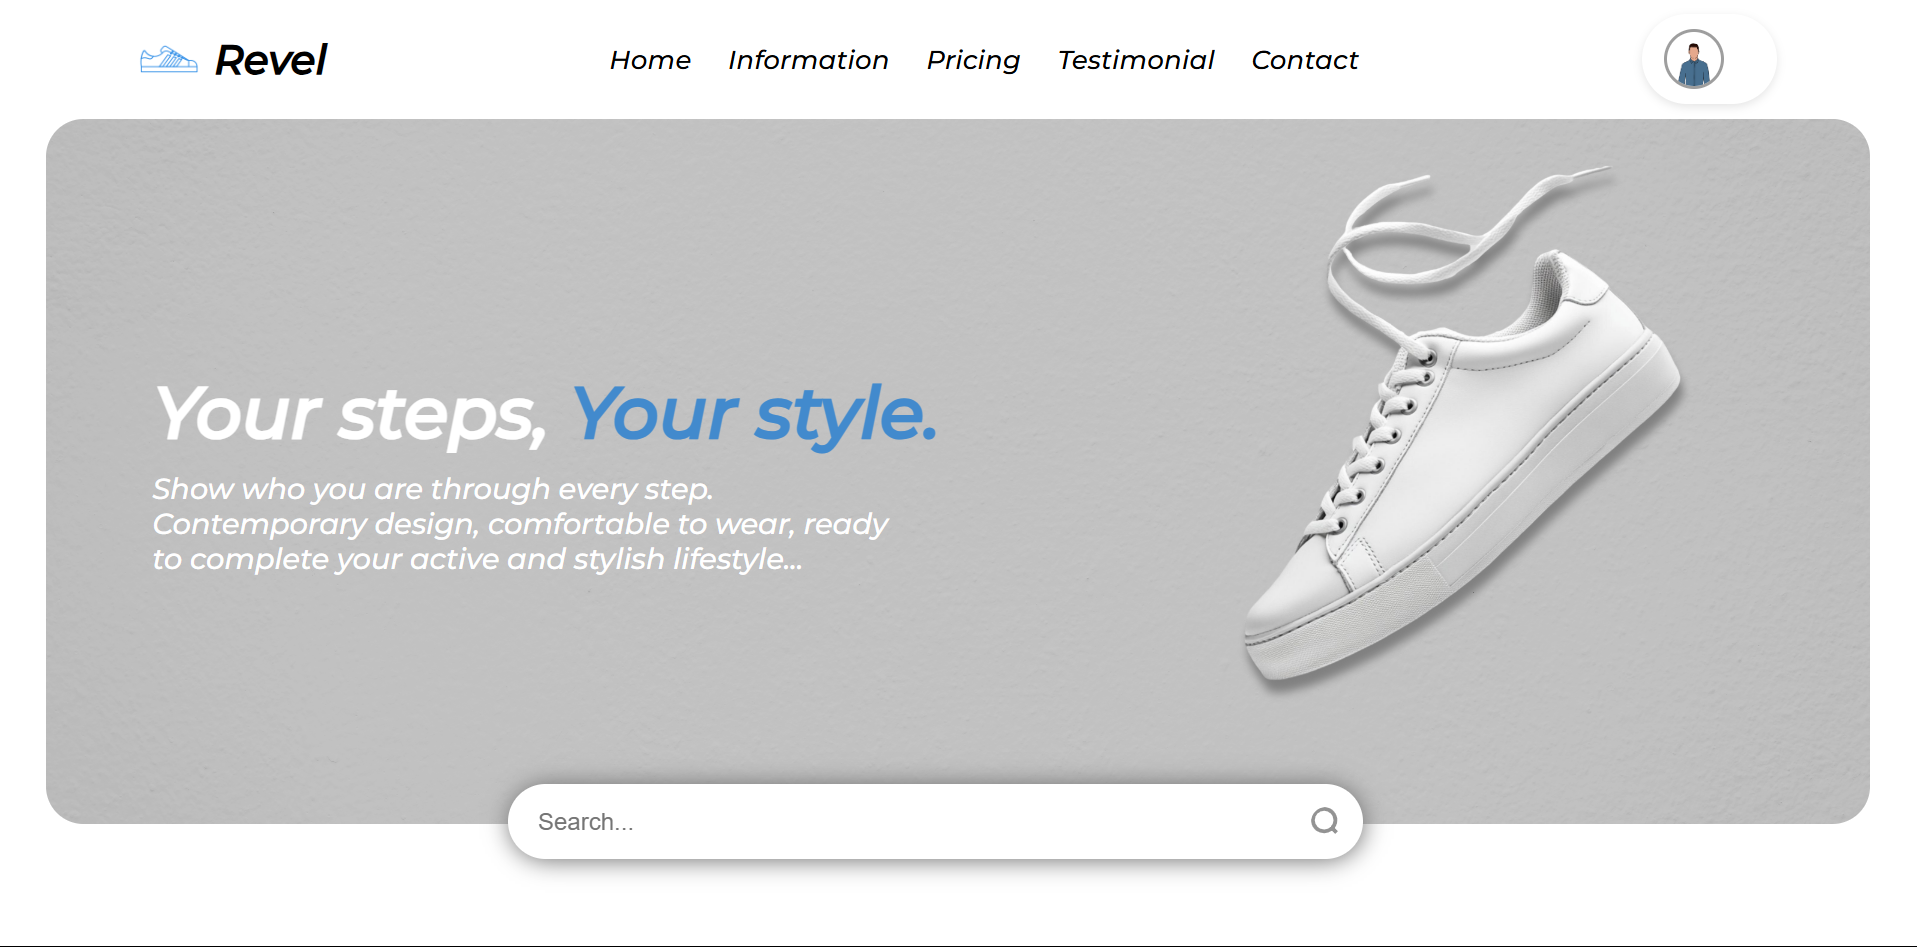 Revel
Home Information Pricing Testimonial Contact
Your steps, Your style.
Show who you are through every step.
Contemporary design, comfortable to wear, ready
to complete your active and stylish lifestyle...
Search...